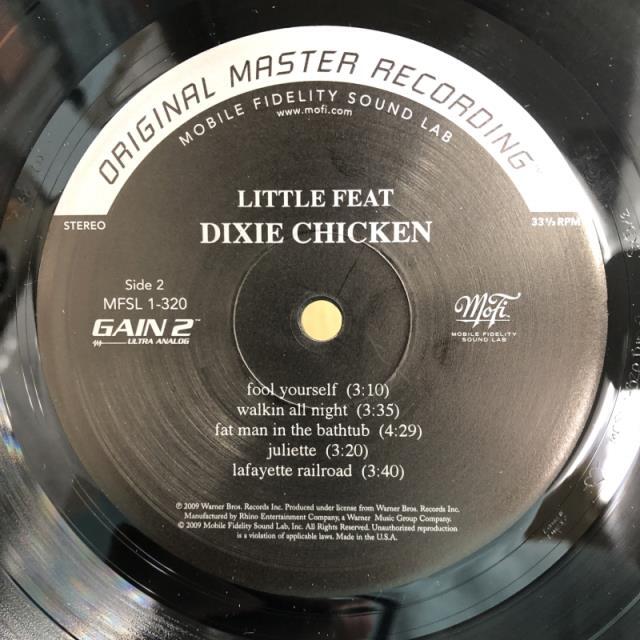 ORIGINAL MASTER RECORDING™
MOBILE FIDELITY SOUND LAB
www.mofi.com
LITTLE FEAT
DIXIE CHICKEN
STEREO
33⅓ RPM
Side 2
MFSL 1-320
GAIN 2™
ULTRA ANALOG
MoFi
MOBILE FIDELITY
SOUND LAB
fool yourself (3:10)
walkin all night (3:35)
fat man in the bathtub (4:29)
juliette (3:20)
lafayette railroad (3:40)
℗ 2009 Warner Bros. Records Inc. Produced under license from Warner Bros. Records Inc.
Manufactured by Rhino Entertainment Company, a Warner Music Group Company.
© 2009 Mobile Fidelity Sound Lab, Inc. All Rights Reserved. Unauthorized reproduction
is a violation of applicable laws. Made in the U.S.A.